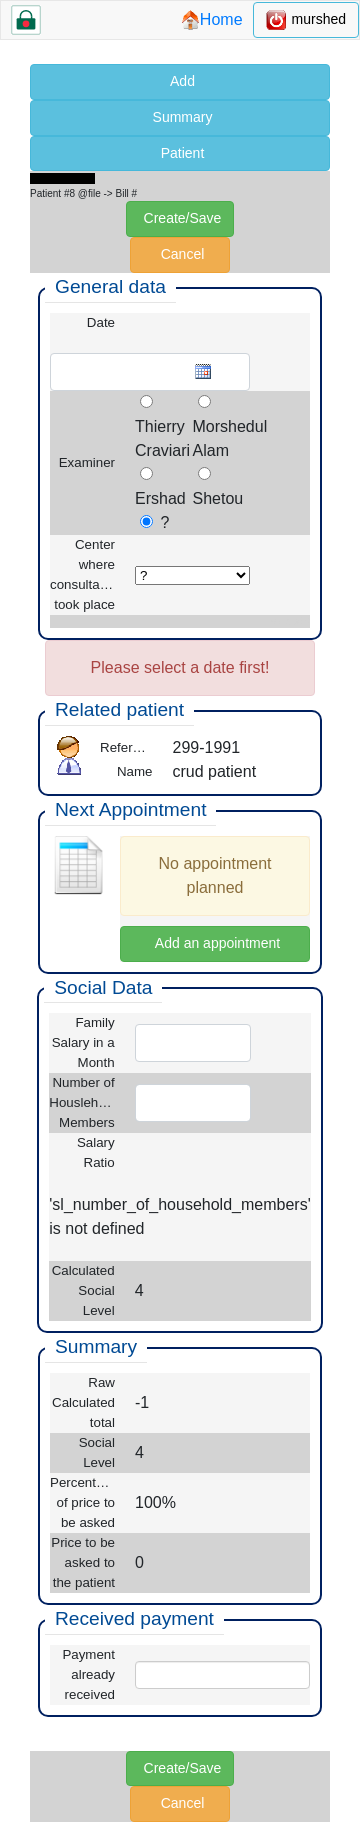 Home murshed
Add
Summary
Patient
Patient #8 @file -> Bill #
Create/Save
Cancel
General data
Date
Examiner
Thierry Craviari
Morshedul Alam
Ershad
Shetou
?
Center
where
consulta…
took place
?
Please select a date first!
Related patient
Refer…
299-1991
Name
crud patient
Next Appointment
No appointment
planned
Add an appointment
Social Data
Family
Salary in a
Month
Number of
Housleh…
Members
Salary
Ratio
'sl_number_of_household_members'
is not defined
Calculated
Social
Level
4
Summary
Raw
Calculated
total
-1
Social
Level
4
Percent…
of price to
be asked
100%
Price to be
asked to
the patient
0
Received payment
Payment
already
received
Create/Save
Cancel